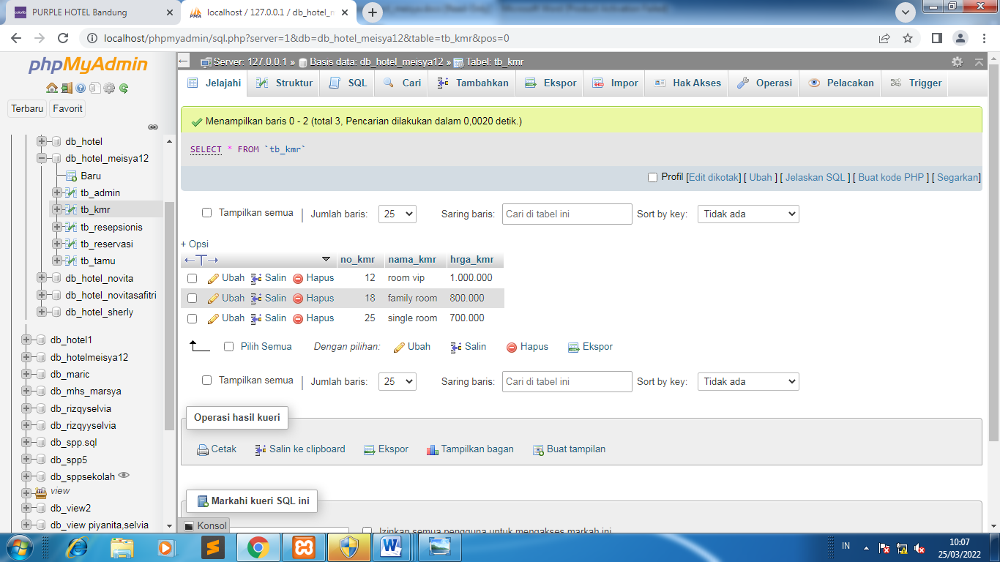 PURPLE HOTEL Bandung
localhost / 127.0.0.1 / db_hotel_m
localhost/phpmyadmin/sql.php?server=1&db=db_hotel_meisya12&table=tb_kmr&pos=0
phpMyAdmin
Terbaru Favorit
db_hotel
db_hotel_meisya12
Baru
tb_admin
tb_kmr
tb_resepsionis
tb_reservasi
tb_tamu
db_hotel_novita
db_hotel_novitasafitri
db_hotel_sherly
db_hotel1
db_hotelmeisya12
db_maric
db_mhs_marsya
db_rizqyselvia
db_rizqyyselvia
db_spp.sql
db_spp5
db_sppsekolah
view
db_view2
db_view piyanita,selvia
Server: 127.0.0.1 » Basis data: db_hotel_meisya12 » Tabel: tb_kmr
Jelajahi Struktur SQL Cari Tambahkan Ekspor Impor Hak Akses Operasi Pelacakan Trigger
Menampilkan baris 0 - 2 (total 3, Pencarian dilakukan dalam 0,0020 detik.)
SELECT * FROM `tb_kmr`
Profil [Edit dikotak] [ Ubah ] [ Jelaskan SQL ] [ Buat kode PHP ] [ Segarkan]
Tampilkan semua | Jumlah baris: 25 Saring baris: Cari di tabel ini Sort by key: Tidak ada
+ Opsi
←T→ no_kmr nama_kmr hrga_kmr
Ubah Salin Hapus 12 room vip 1.000.000
Ubah Salin Hapus 18 family room 800.000
Ubah Salin Hapus 25 single room 700.000
Pilih Semua Dengan pilihan: Ubah Salin Hapus Ekspor
Tampilkan semua | Jumlah baris: 25 Saring baris: Cari di tabel ini Sort by key: Tidak ada
Operasi hasil kueri
Cetak Salin ke clipboard Ekspor Tampilkan bagan Buat tampilan
Markahi kueri SQL ini
Konsol
Izinkan semua pengguna untuk mengakses markah ini
IN
10:07
25/03/2022